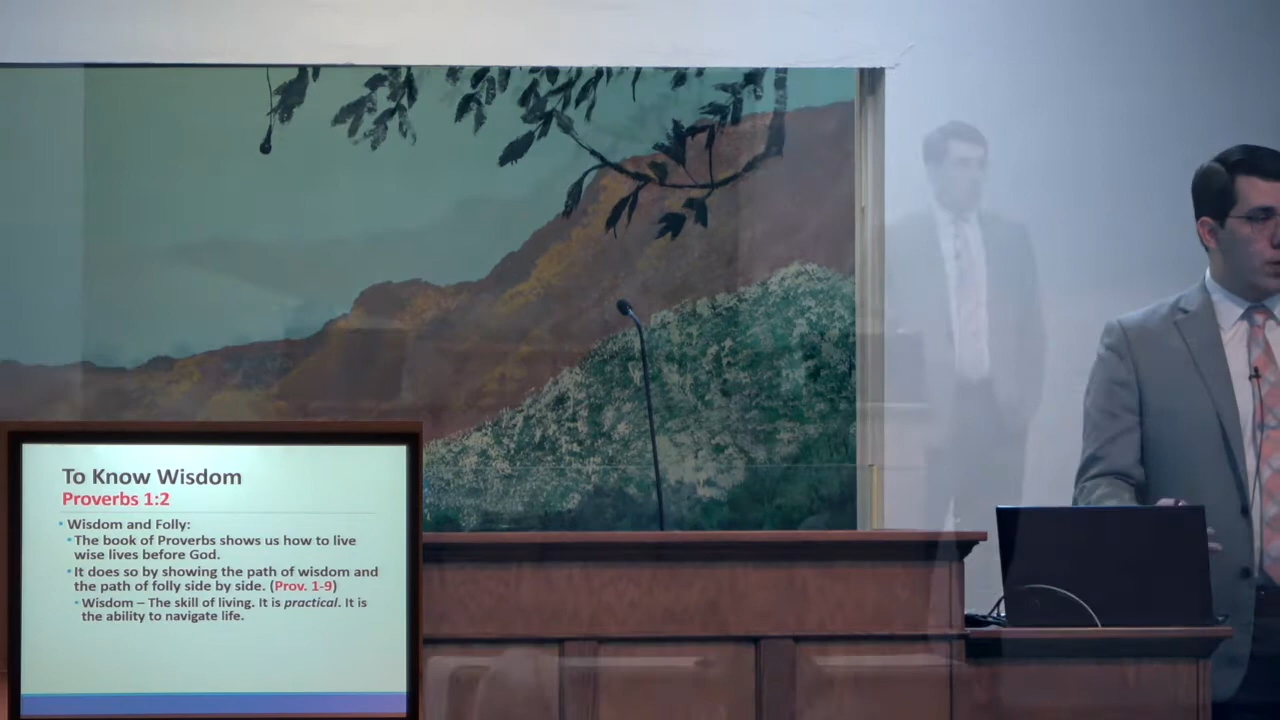 To Know Wisdom
Proverbs 1:2
• Wisdom and Folly:
• The book of Proverbs shows us how to live
wise lives before God.
• It does so by showing the path of wisdom and
the path of folly side by side. (Prov. 1-9)
• Wisdom – The skill of living. It is practical. It is
the ability to navigate life.